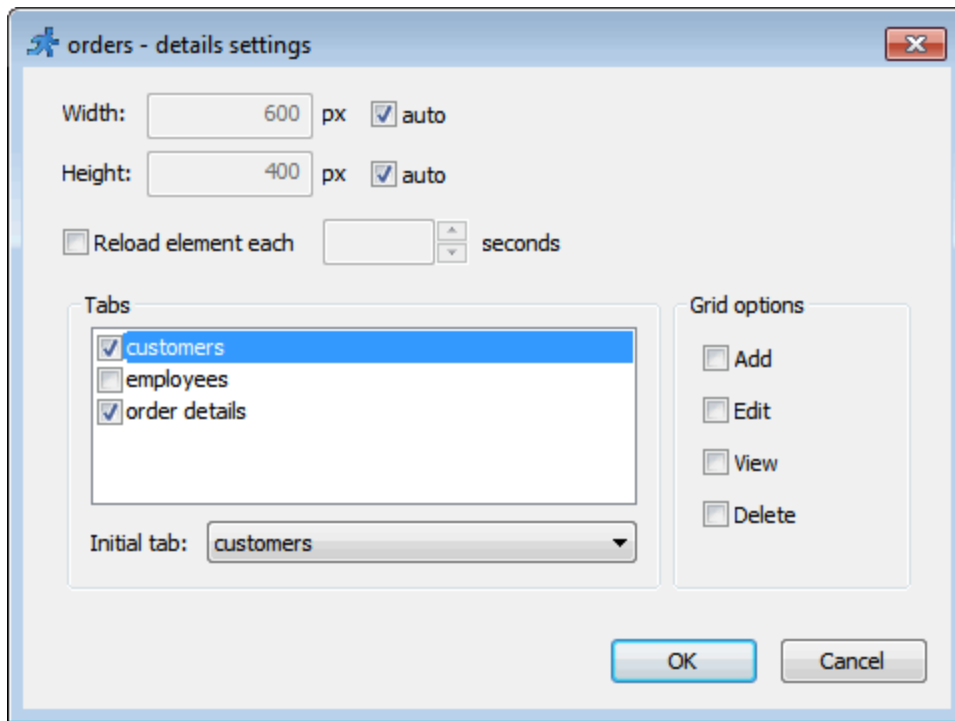 orders - details settings
Width: 600 px auto
Height: 400 px auto
Reload element each seconds
Tabs
customers
employees
order details
Initial tab: customers
Grid options
Add
Edit
View
Delete
OK Cancel